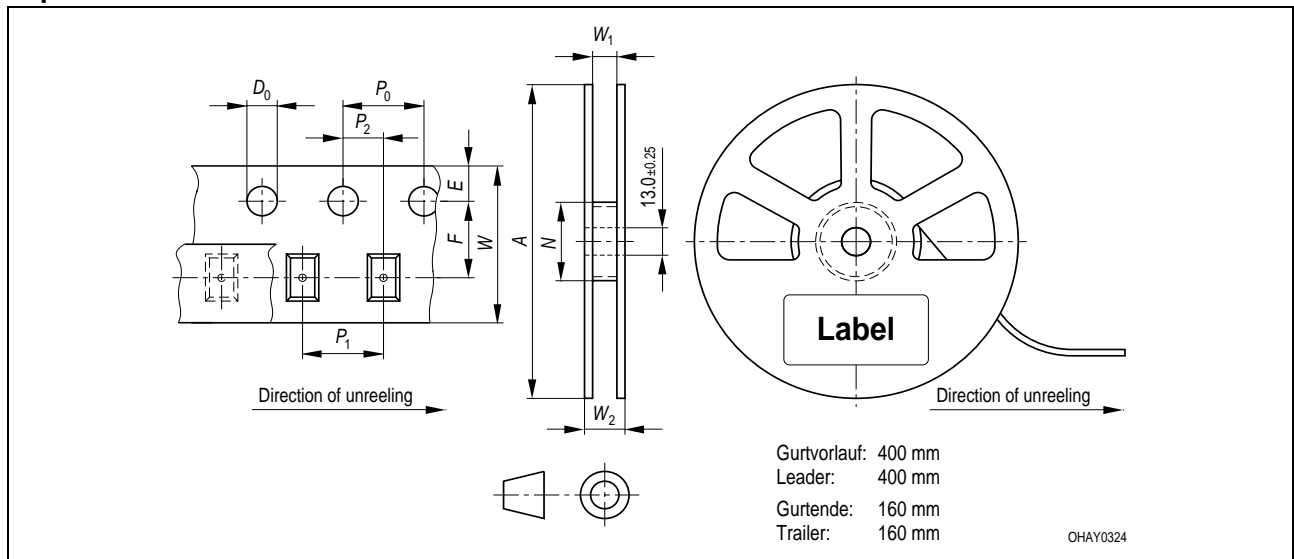 W1
D0
P0
P2
E
F
W
A
N
13.0±0.25
P1
W2
Label
Direction of unreeling
Direction of unreeling
Gurtvorlauf: 400 mm
Leader: 400 mm
Gurtende: 160 mm
Trailer: 160 mm
OHAY0324